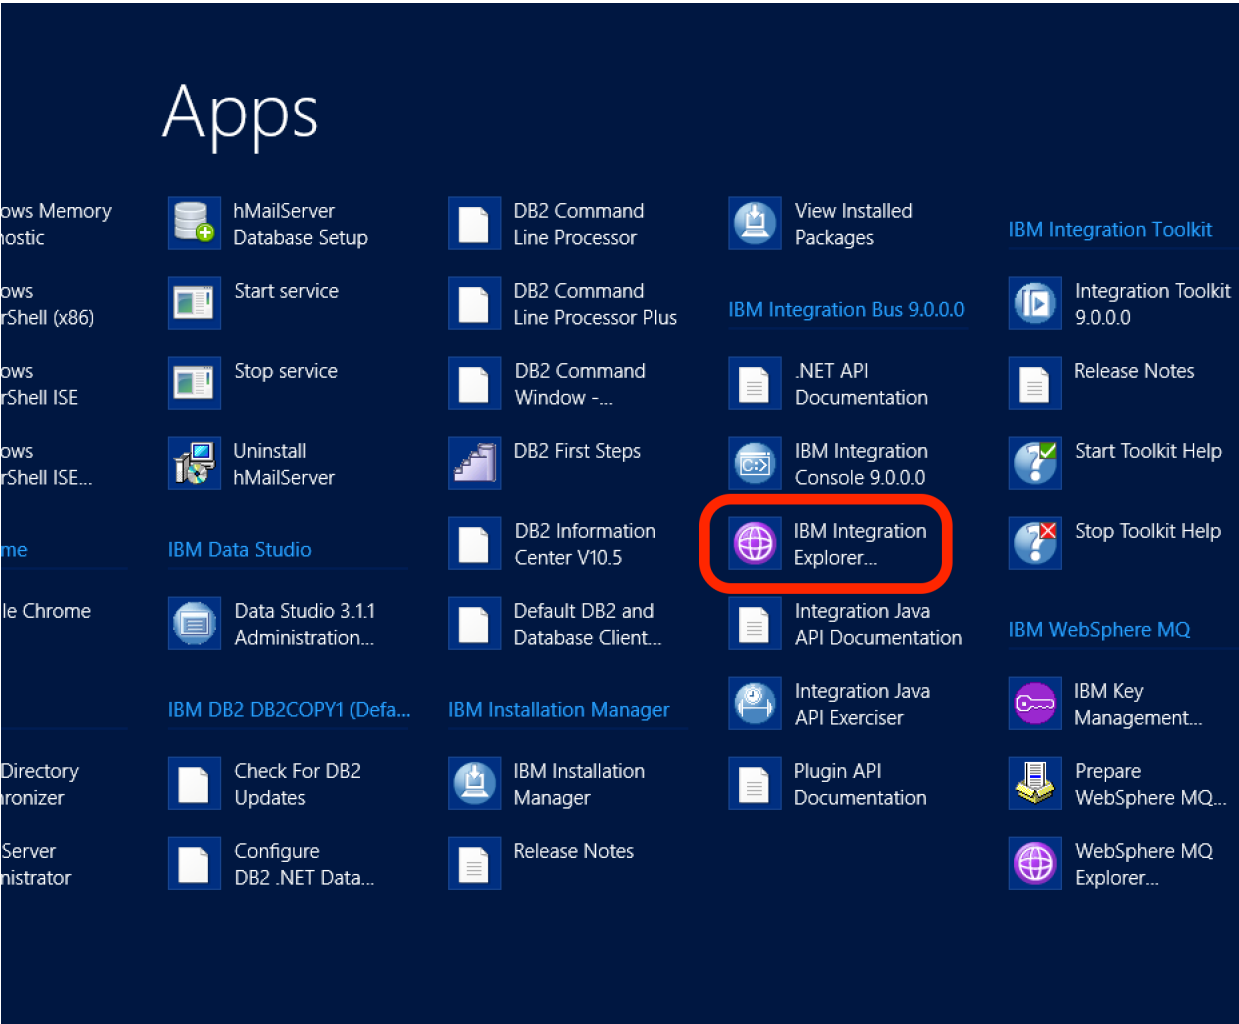 Apps
ows Memory
nostic
ows
rShell (x86)
ows
rShell ISE
ows
rShell ISE...
me
le Chrome
Directory
hronizer
Server
nistrator
hMailServer
Database Setup
Start service
Stop service
Uninstall
hMailServer
IBM Data Studio
Data Studio 3.1.1
Administration...
IBM DB2 DB2COPY1 (Defa...
Check For DB2
Updates
Configure
DB2 .NET Data...
DB2 Command
Line Processor
DB2 Command
Line Processor Plus
DB2 Command
Window -...
DB2 First Steps
DB2 Information
Center V10.5
Default DB2 and
Database Client...
IBM Installation Manager
IBM Installation
Manager
Release Notes
View Installed
Packages
IBM Integration Bus 9.0.0.0
.NET API
Documentation
IBM Integration
Console 9.0.0.0
IBM Integration
Explorer...
Integration Java
API Documentation
Integration Java
API Exerciser
Plugin API
Documentation
IBM Integration Toolkit
Integration Toolkit
9.0.0.0
Release Notes
Start Toolkit Help
Stop Toolkit Help
IBM WebSphere MQ
IBM Key
Management...
Prepare
WebSphere MQ...
WebSphere MQ
Explorer...